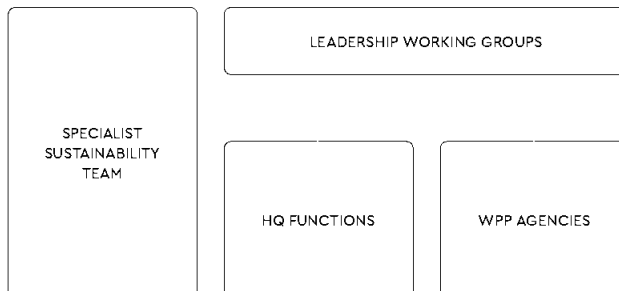 LEADERSHIP WORKING GROUPS
SPECIALIST
SUSTAINABILITY
TEAM
HQ FUNCTIONS
WPP AGENCIES